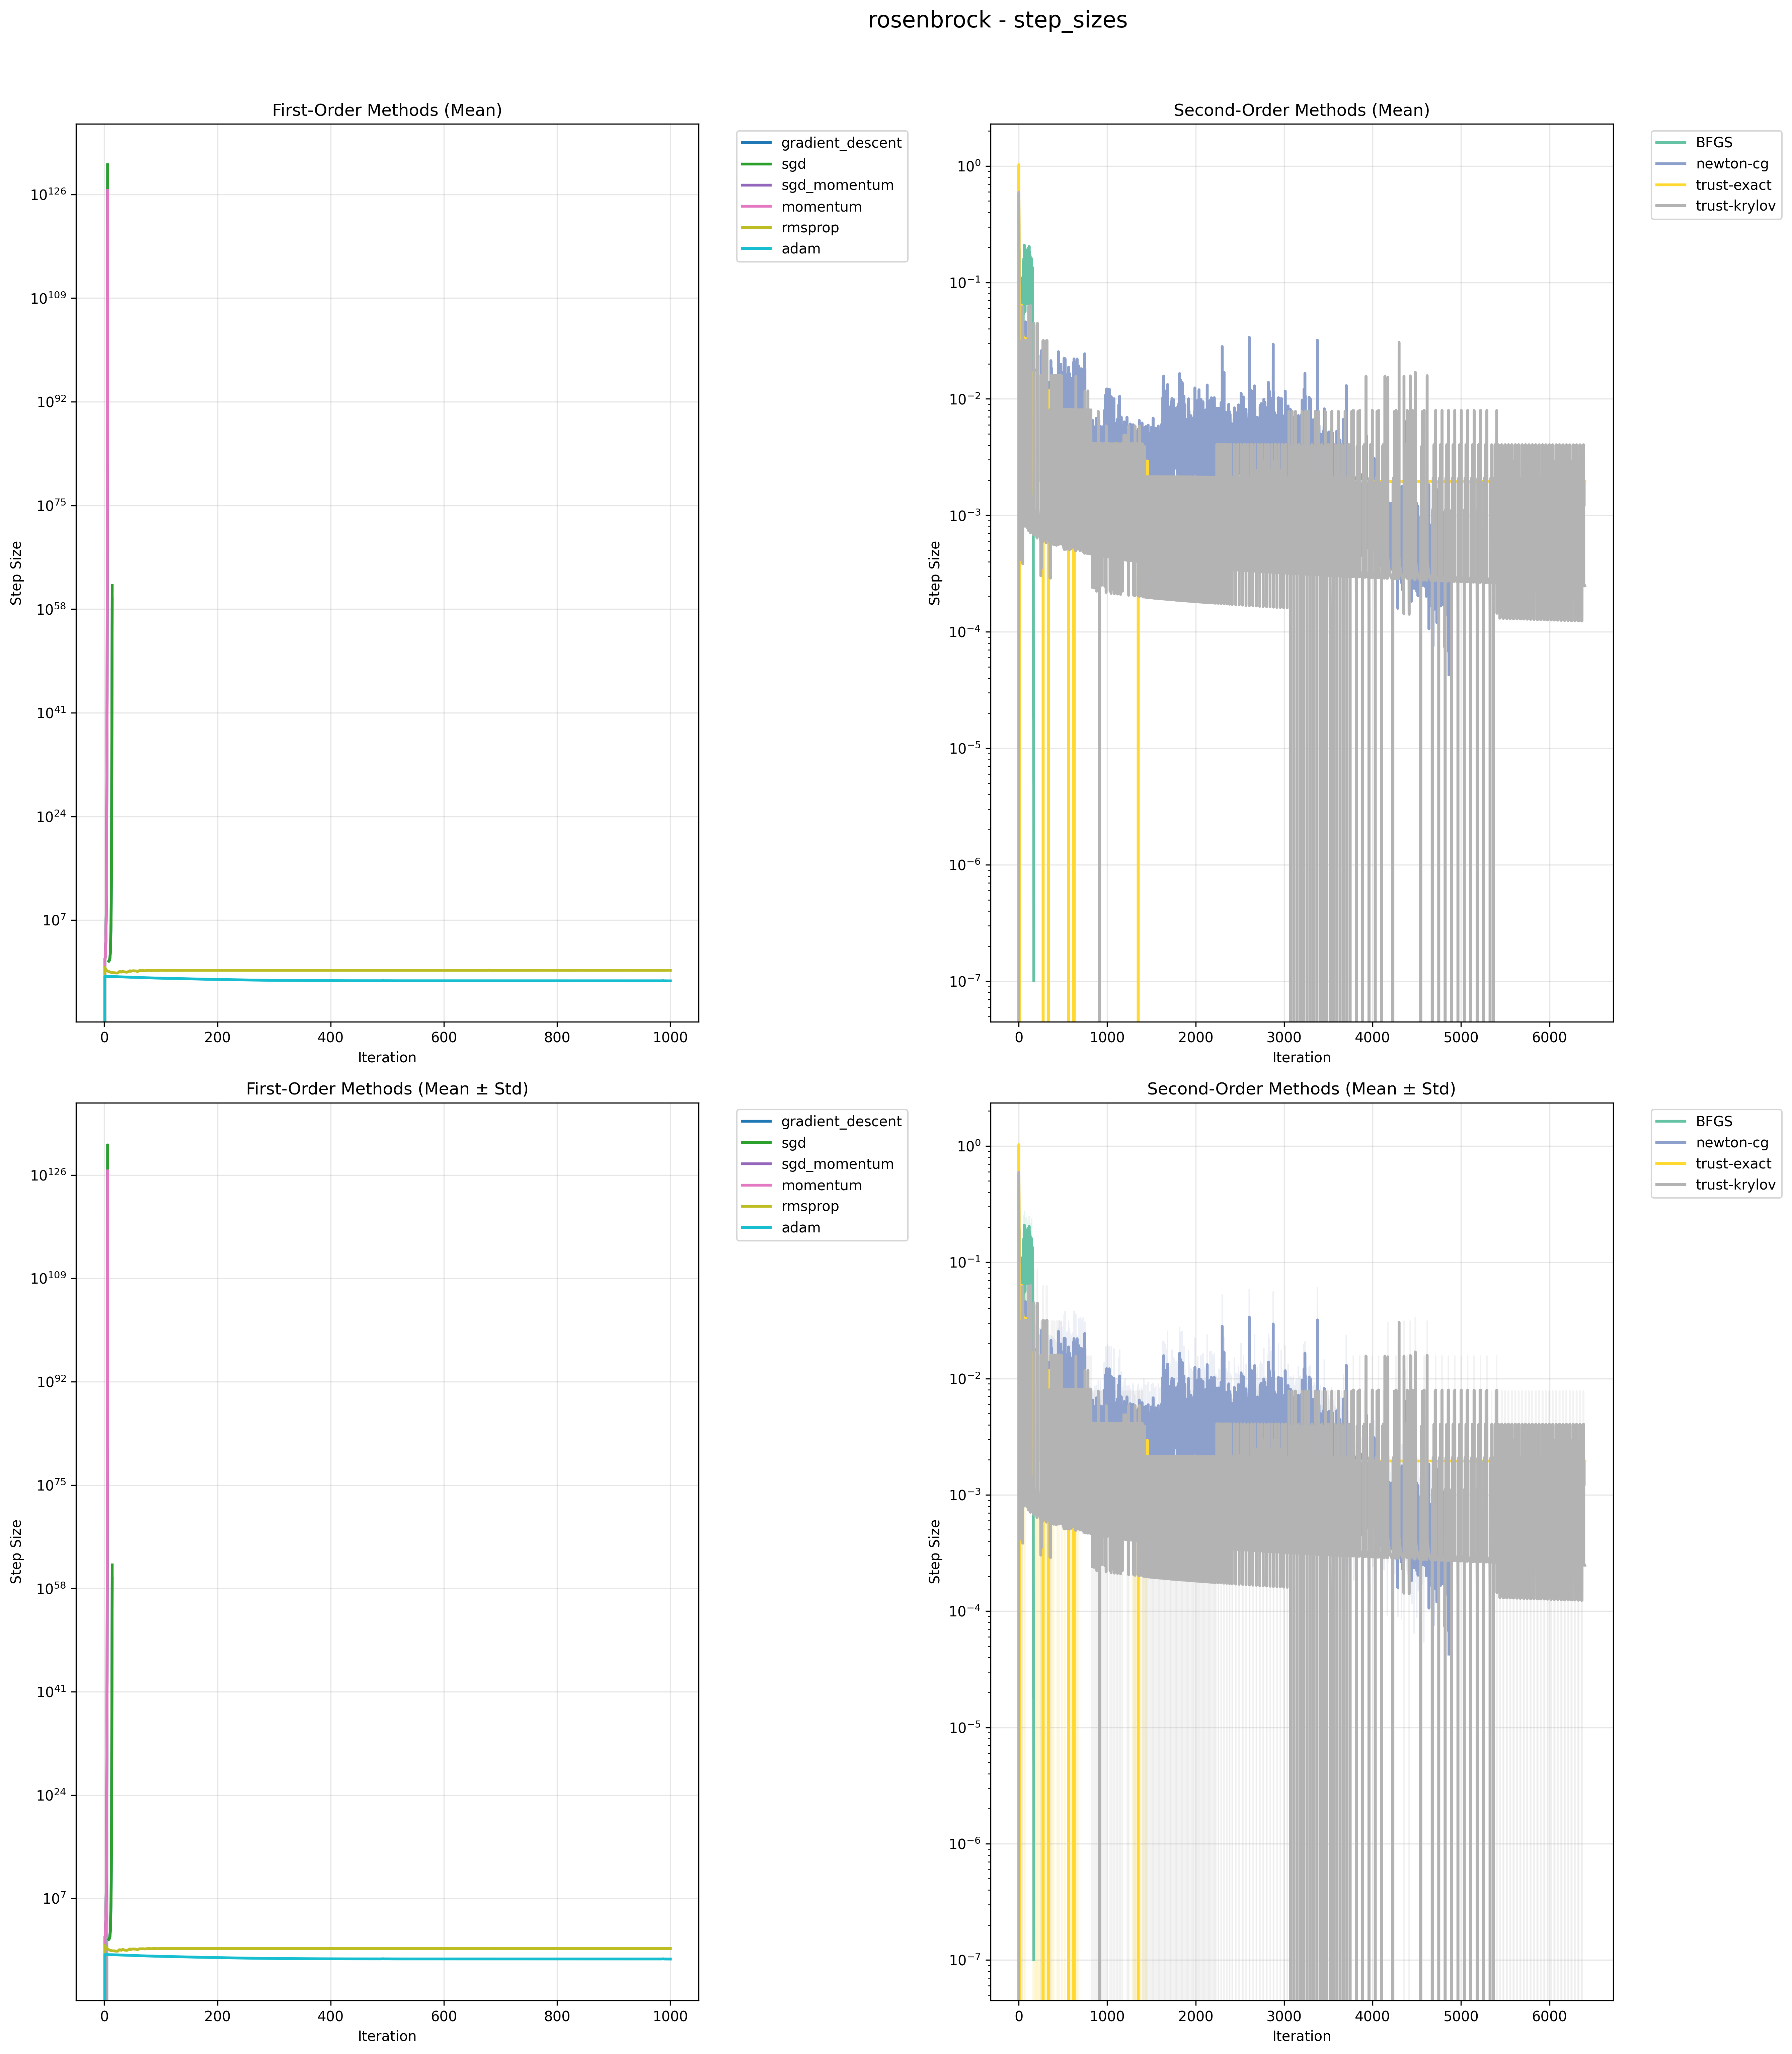 rosenbrock - step_sizes
First-Order Methods (Mean)
Step Size
10^126
10^109
10^92
10^75
10^58
10^41
10^24
10^7
0 200 400 600 800 1000
Iteration
gradient_descent
sgd
sgd_momentum
momentum
rmsprop
adam
Second-Order Methods (Mean)
Step Size
10^0
10^−1
10^−2
10^−3
10^−4
10^−5
10^−6
10^−7
0 1000 2000 3000 4000 5000 6000
Iteration
BFGS
newton-cg
trust-exact
trust-krylov
First-Order Methods (Mean ± Std)
Step Size
10^126
10^109
10^92
10^75
10^58
10^41
10^24
10^7
0 200 400 600 800 1000
Iteration
gradient_descent
sgd
sgd_momentum
momentum
rmsprop
adam
Second-Order Methods (Mean ± Std)
Step Size
10^0
10^−1
10^−2
10^−3
10^−4
10^−5
10^−6
10^−7
0 1000 2000 3000 4000 5000 6000
Iteration
BFGS
newton-cg
trust-exact
trust-krylov